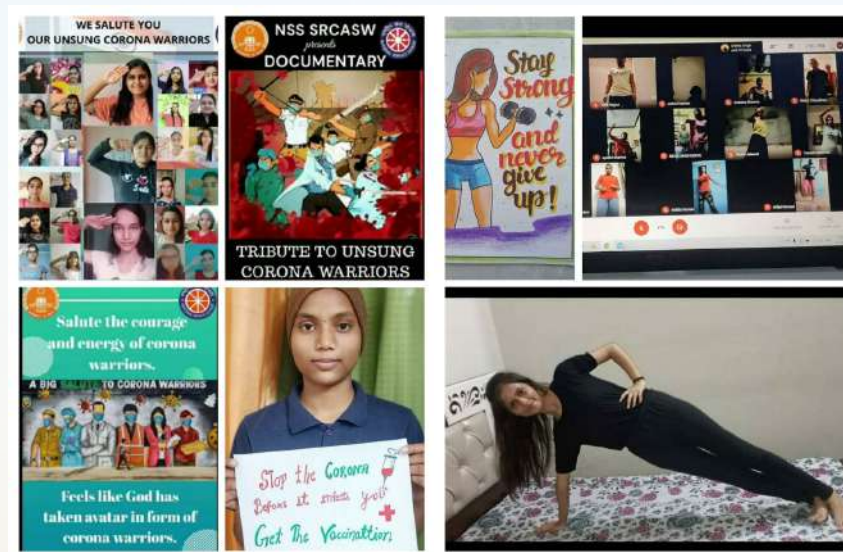 WE SALUTE YOU
OUR UNSUNG CORONA WARRIORS
NSS SRCASW
presents
DOCUMENTARY
TRIBUTE TO UNSUNG
CORONA WARRIORS
Stay
Strong
and
never
give
up!
Salute the courage
and energy of corona
warriors.
A BIG SALUTE TO CORONA WARRIORS
Feels like God has
taken avatar in form of
corona warriors.
Stop the CORONA
Before it infects you
Get The Vaccinattion